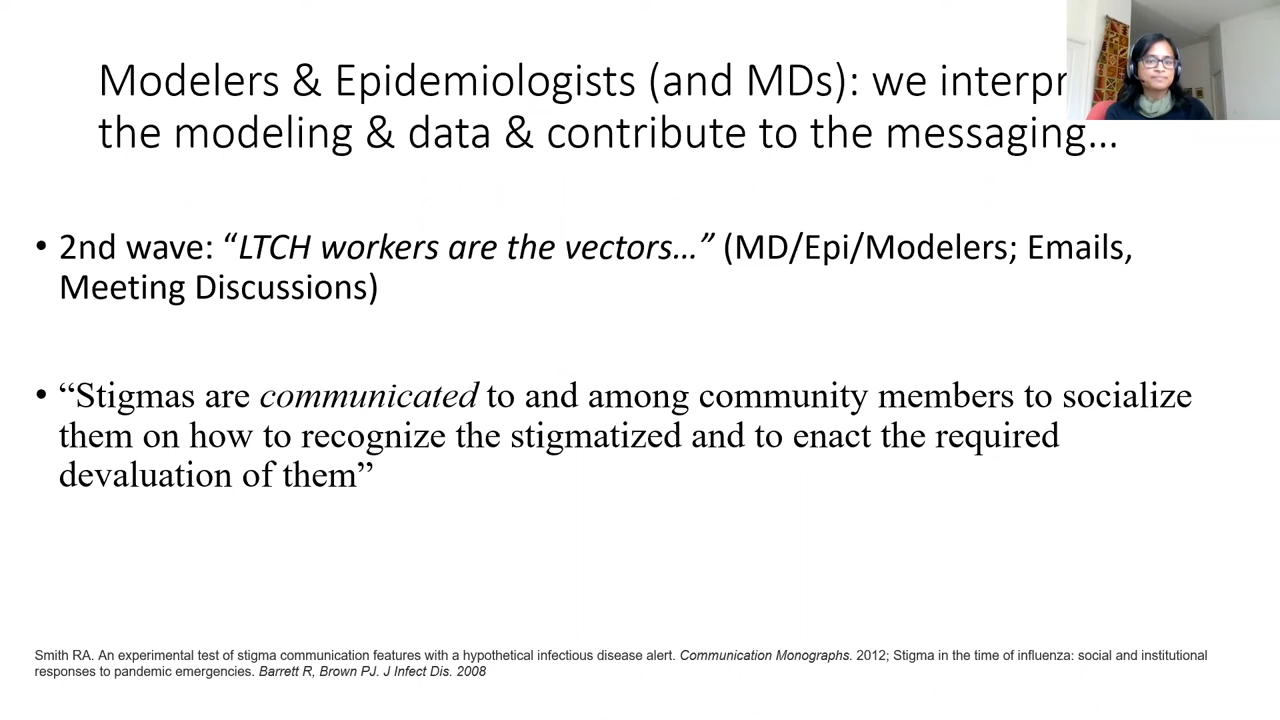 Modelers & Epidemiologists (and MDs): we interpr
the modeling & data & contribute to the messaging…
• 2nd wave: “LTCH workers are the vectors…” (MD/Epi/Modelers; Emails,
Meeting Discussions)
• “Stigmas are communicated to and among community members to socialize
them on how to recognize the stigmatized and to enact the required
devaluation of them”
Smith RA. An experimental test of stigma communication features with a hypothetical infectious disease alert. Communication Monographs. 2012; Stigma in the time of influenza: social and institutional
responses to pandemic emergencies. Barrett R, Brown PJ. J Infect Dis. 2008